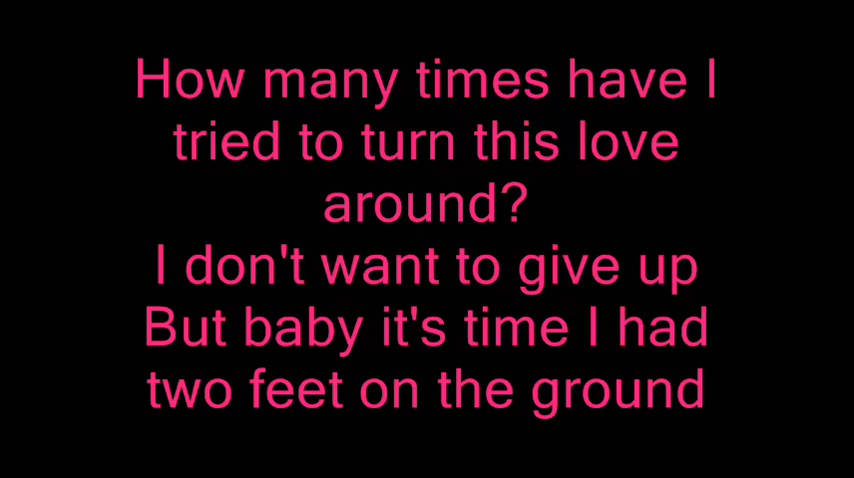 How many times have I
tried to turn this love
around?
I don't want to give up
But baby it's time I had
two feet on the ground